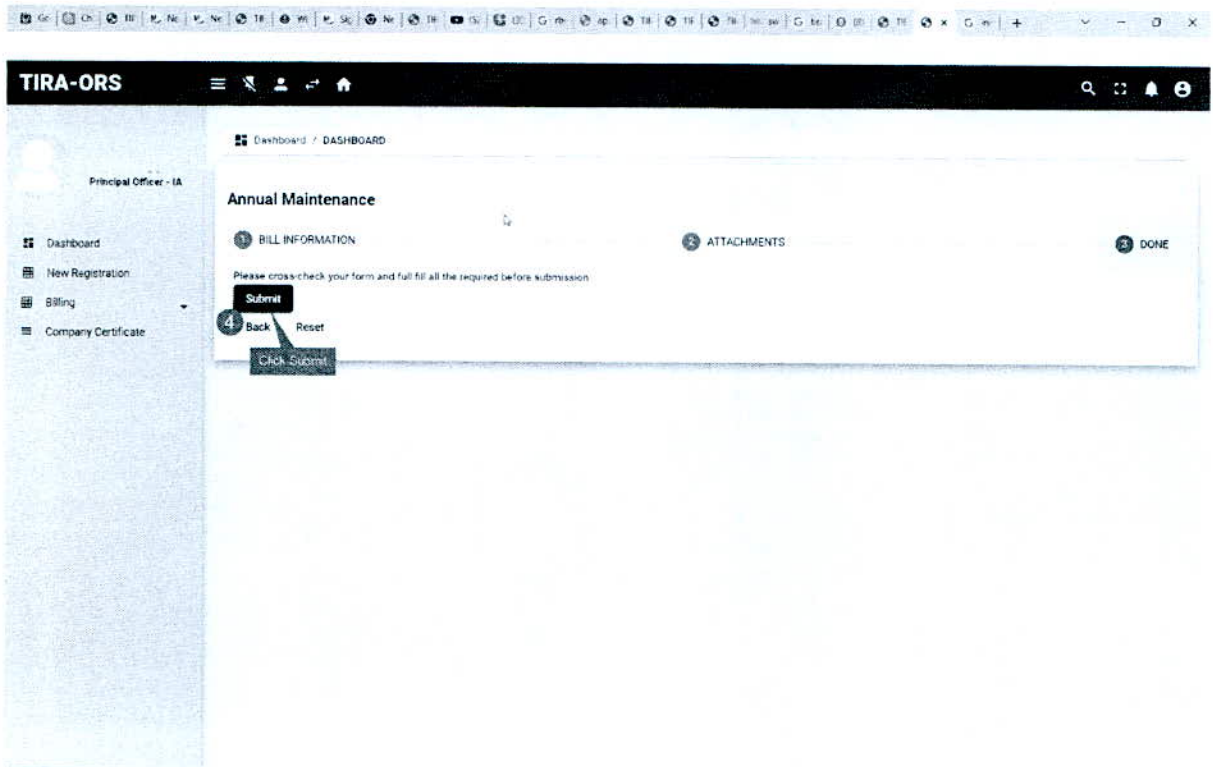 TIRA-ORS
Dashboard / DASHBOARD
Principal Officer - IA
Annual Maintenance
1 BILL INFORMATION
2 ATTACHMENTS
3 DONE
Dashboard
New Registration
Billing
Company Certificate
Please cross-check your form and full fill all the required before submission
Submit
4 Back Reset
Click Submit